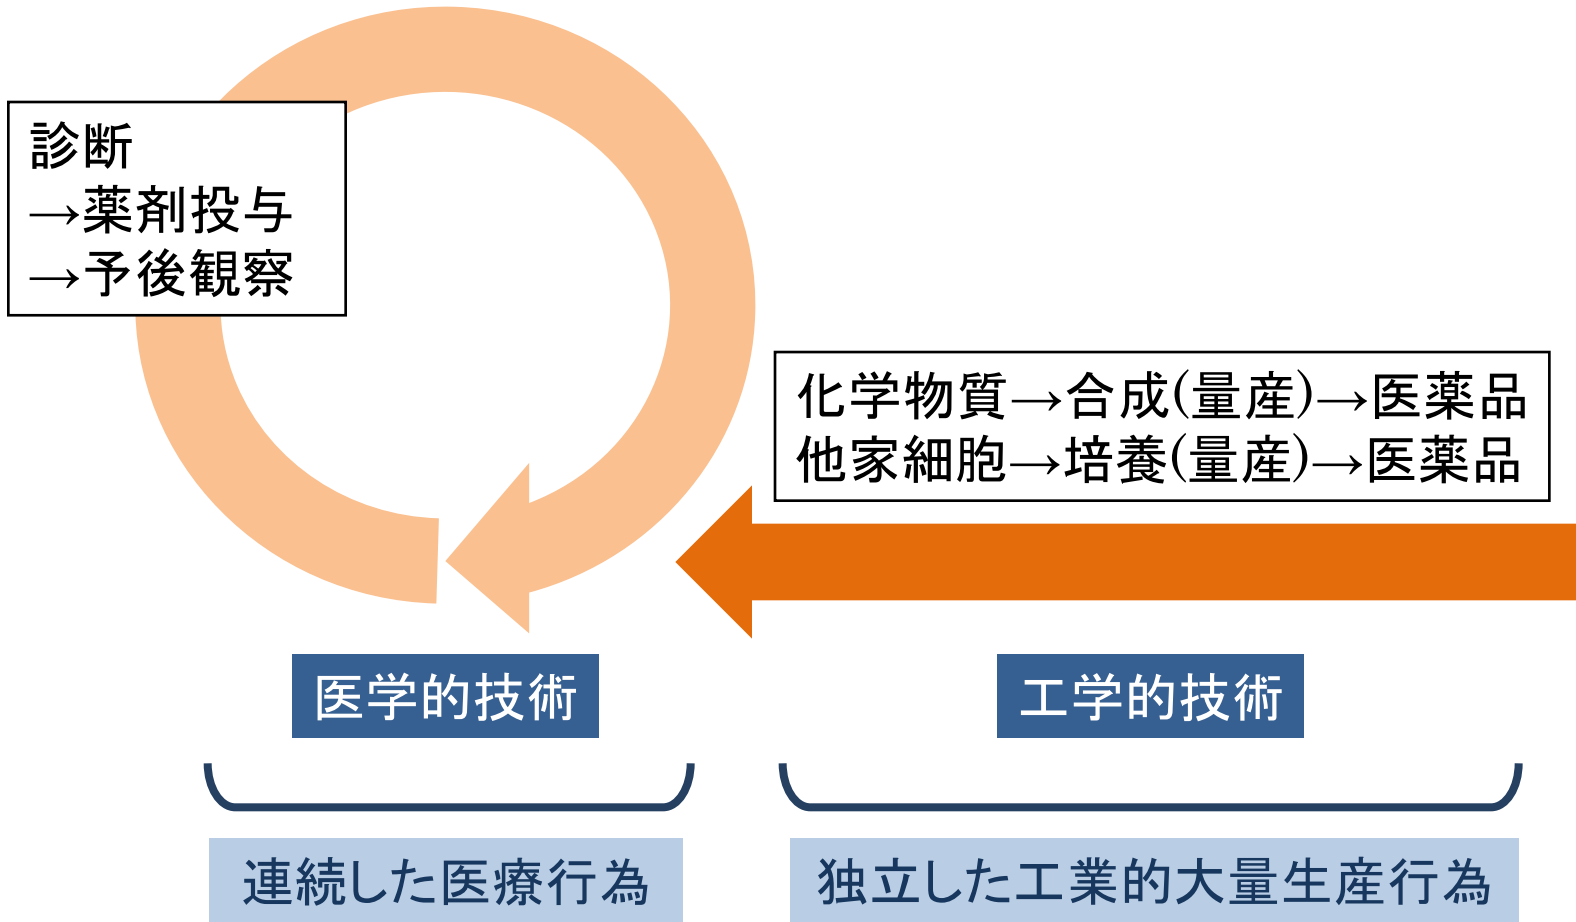 診断
→薬剤投与
→予後観察
化学物質→合成(量産)→医薬品
他家細胞→培養(量産)→医薬品
医学的技術
工学的技術
連続した医療行為
独立した工業的大量生産行為